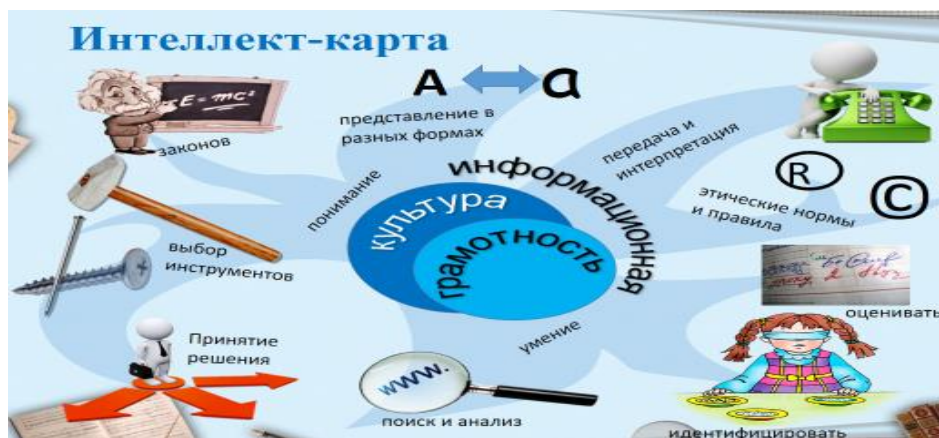 Интеллект-карта
E = mc²
законов
A a
представление в
разных формах
передача и
интерпретация
R
©
этические нормы
и правила
понимание
информационная
культура
грамотность
выбор
инструментов
оценивать
Принятие
решения
умение
www.
поиск и анализ
идентифицировать